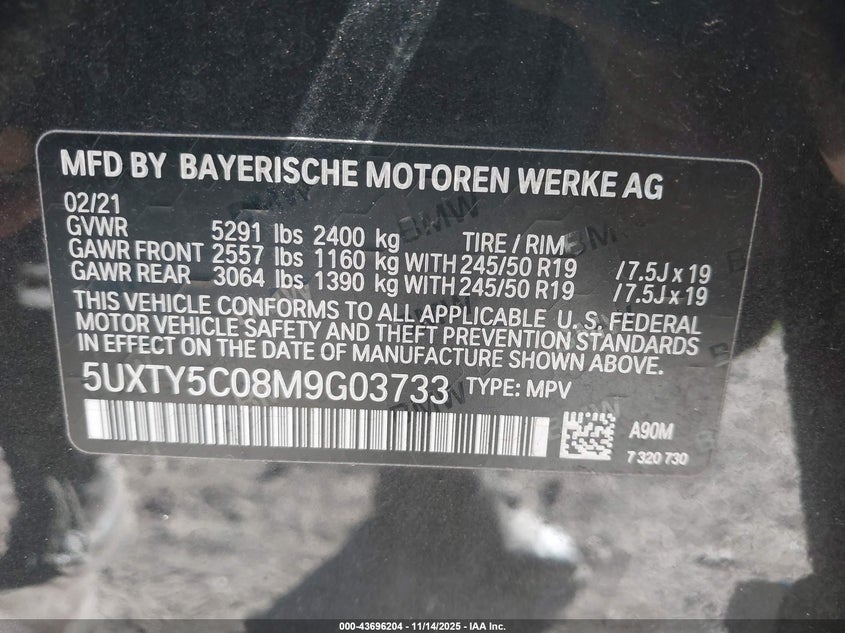 MFD BY BAYERISCHE MOTOREN WERKE AG
02/21
GVWR 5291 lbs 2400 kg TIRE / RIM
GAWR FRONT 2557 lbs 1160 kg WITH 245/50 R19 /7.5J x 19
GAWR REAR 3064 lbs 1390 kg WITH 245/50 R19 /7.5J x 19
THIS VEHICLE CONFORMS TO ALL APPLICABLE U. S. FEDERAL
MOTOR VEHICLE SAFETY AND THEFT PREVENTION STANDARDS
IN EFFECT ON THE DATE OF MANUFACTURE SHOWN ABOVE.
5UXTY5C08M9G03733 TYPE: MPV
A90M
7 320 730
000-43696204 | 11/14/2025 - IAA Inc.